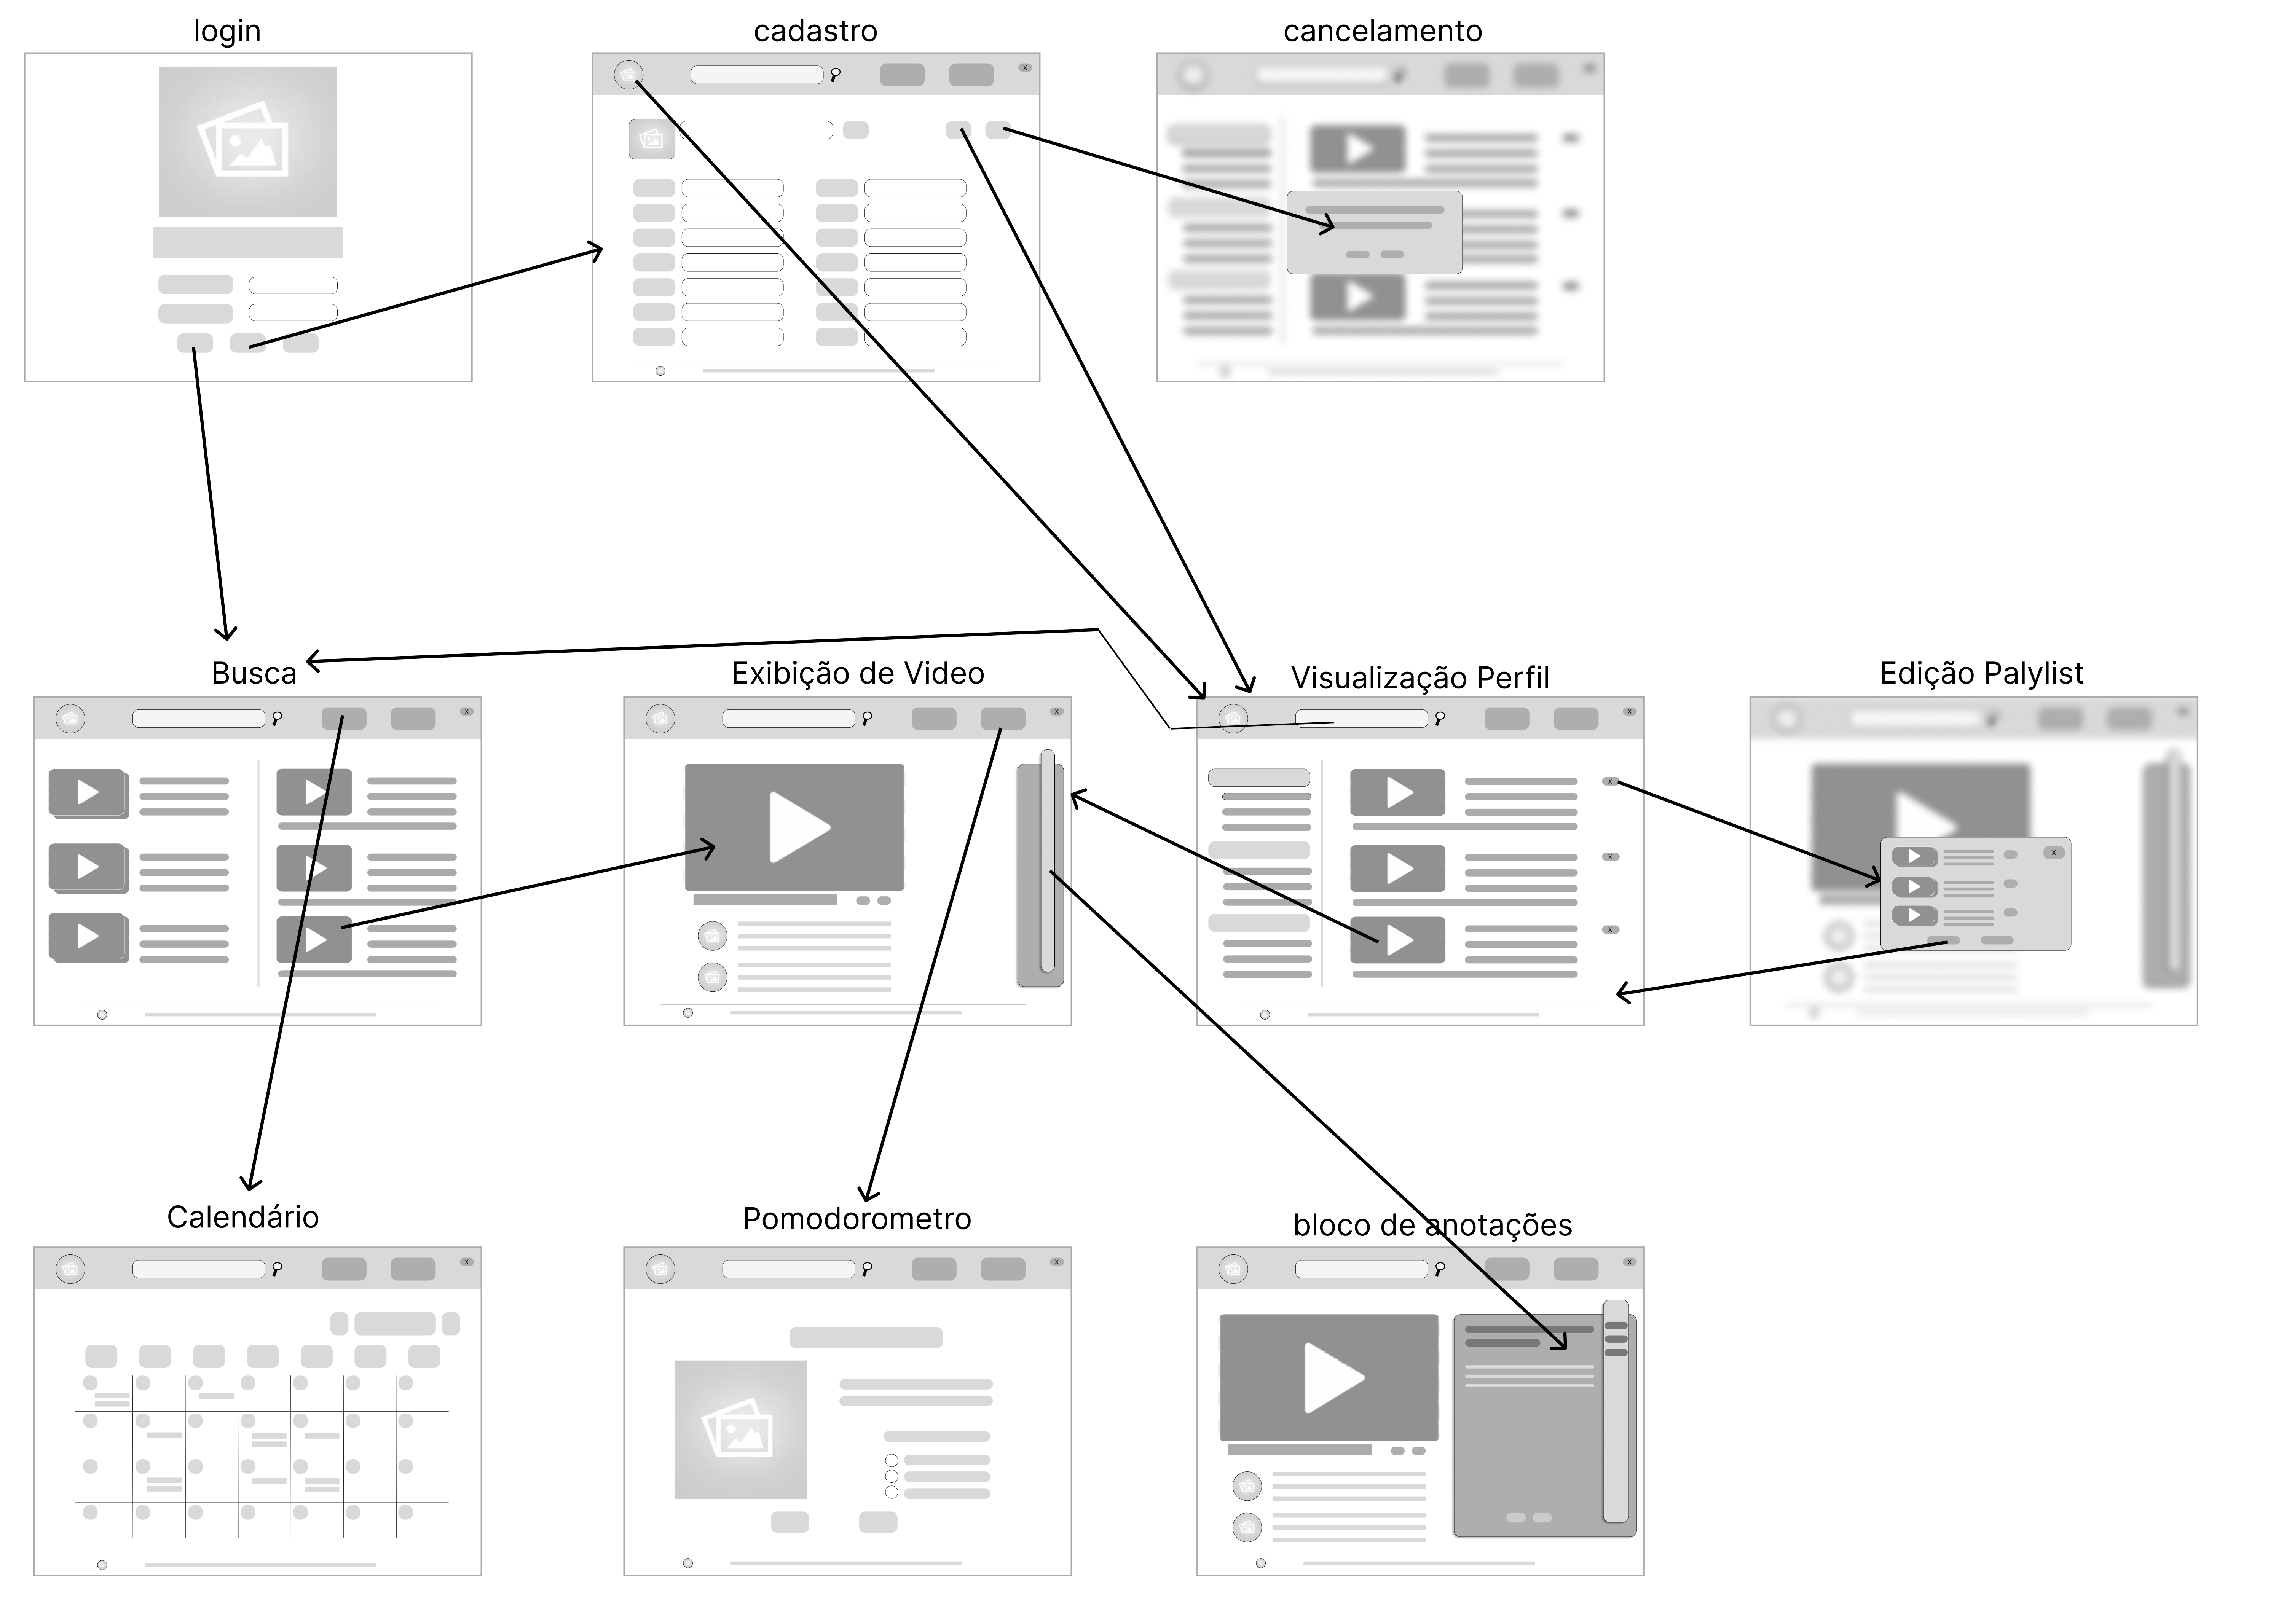 login
cadastro
cancelamento
X
Busca
Exibição de Video
Visualização Perfil
Edição Palylist
X
X
X
X
X
X
X
Calendário
Pomodorometro
bloco de anotações
X
X
X